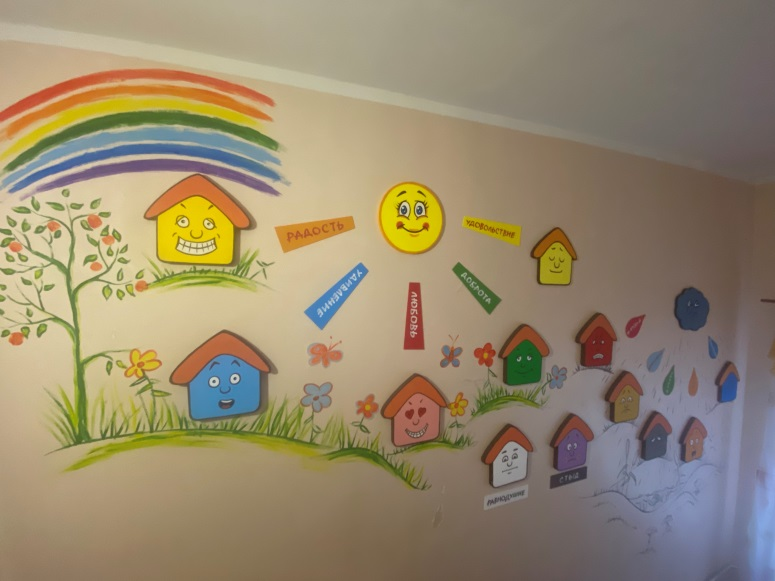 РАДОСТЬ
УДОВОЛЬСТВИЕ
УДИВЛЕНИЕ
ЛЮБОВЬ
ДОБРОТА
РАВНОДУШИЕ
СТЫД